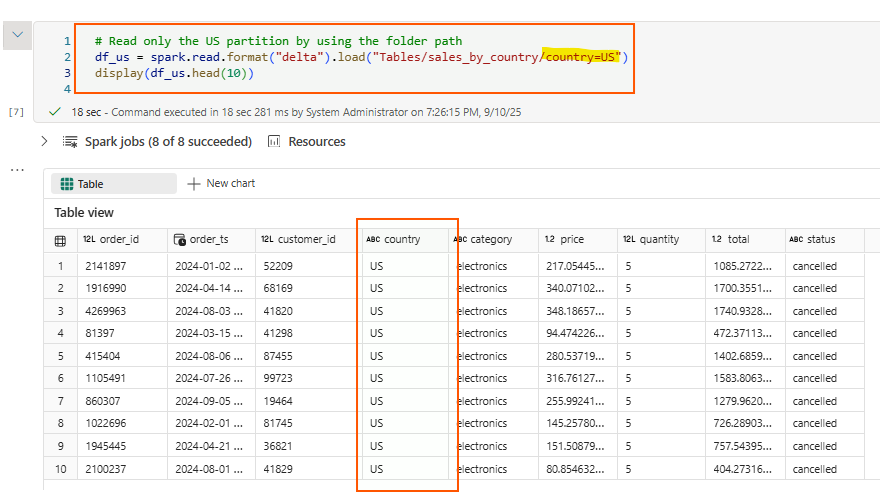 1 # Read only the US partition by using the folder path
2 df_us = spark.read.format("delta").load("Tables/sales_by_country/country=US")
3 display(df_us.head(10))
4
[7] 18 sec - Command executed in 18 sec 281 ms by System Administrator on 7:26:15 PM, 9/10/25
Spark jobs (8 of 8 succeeded) Resources
... Table New chart
Table view
12L order_id order_ts 12L customer_id ABC country ABC category 1.2 price 12L quantity 1.2 total ABC status
1 2141897 2024-01-02 ... 52209 US electronics 217.05445... 5 1085.2722... cancelled
2 1916990 2024-04-14 ... 68169 US electronics 340.07102... 5 1700.3551... cancelled
3 4269963 2024-08-03 ... 41820 US electronics 348.18657... 5 1740.9328... cancelled
4 81397 2024-03-15 ... 41298 US electronics 94.474226... 5 472.37113... cancelled
5 415404 2024-08-06 ... 87455 US electronics 280.53719... 5 1402.6859... cancelled
6 1105491 2024-07-26 ... 99723 US electronics 316.76127... 5 1583.8063... cancelled
7 860307 2024-09-05 ... 19464 US electronics 255.99241... 5 1279.9620... cancelled
8 1022696 2024-02-01 ... 81745 US electronics 145.25780... 5 726.28903... cancelled
9 1945445 2024-04-21 ... 36821 US electronics 151.50879... 5 757.54395... cancelled
10 2100237 2024-08-01 ... 41829 US electronics 80.854632... 5 404.27316... cancelled